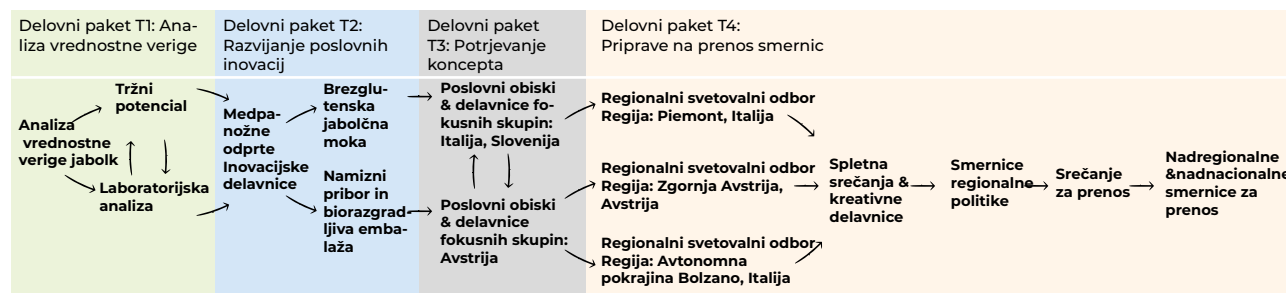 Delovni paket T1: Ana-
liza vrednostne verige
Delovni paket T2:
Razvijanje poslovnih
inovacij
Delovni paket
T3: Potrjevanje
koncepta
Delovni paket T4:
Priprave na prenos smernic
Analiza
vrednostne
verige jabolk
Tržni
potencial
Laboratorijska
analiza
Medpa-
nožne
odprte
Inovacijske
delavnice
Brezglu-
tenska
jabolčna
moka
Namizni
pribor in
biorazgrad-
ljiva emba-
laža
Poslovni obiski
& delavnice fo-
kusnih skupin:
Italija, Slovenija
Poslovni obiski
& delavnice
fokusnih skupin:
Avstrija
Regionalni svetovalni odbor
Regija: Piemont, Italija
Regionalni svetovalni odbor
Regija: Zgornja Avstrija,
Avstrija
Regionalni svetovalni odbor
Regija: Avtonomna
pokrajina Bolzano, Italija
Spletna
srečanja &
kreativne
delavnice
Smernice
regionalne
politike
Srečanje
za prenos
Nadregionalne
&nadnacionalne
smernice za
prenos